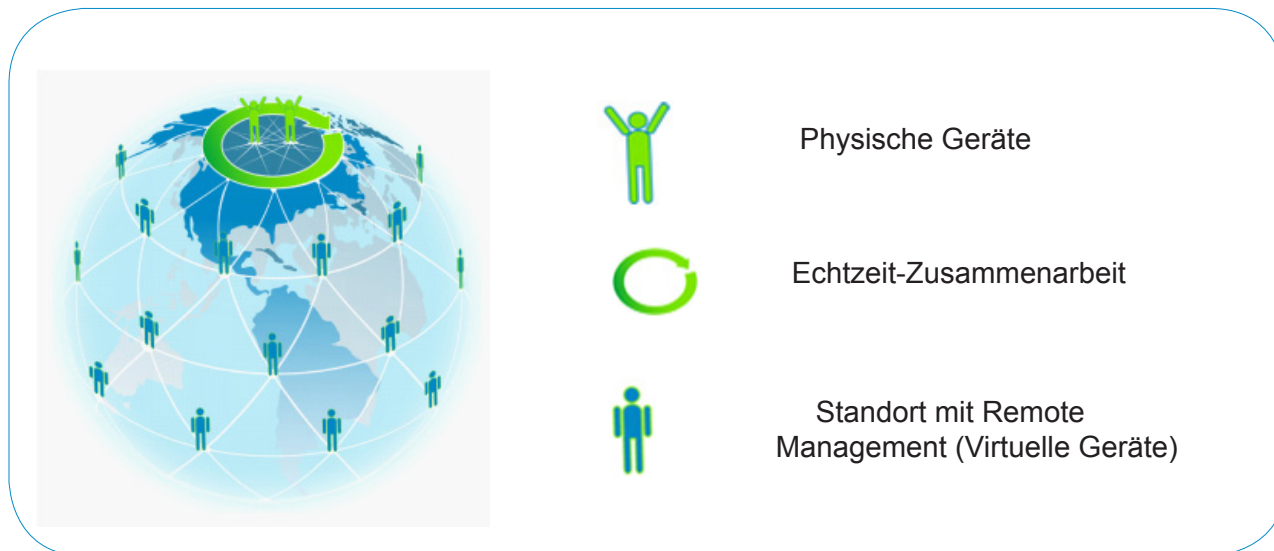 Physische Geräte
Echtzeit-Zusammenarbeit
Standort mit Remote
Management (Virtuelle Geräte)